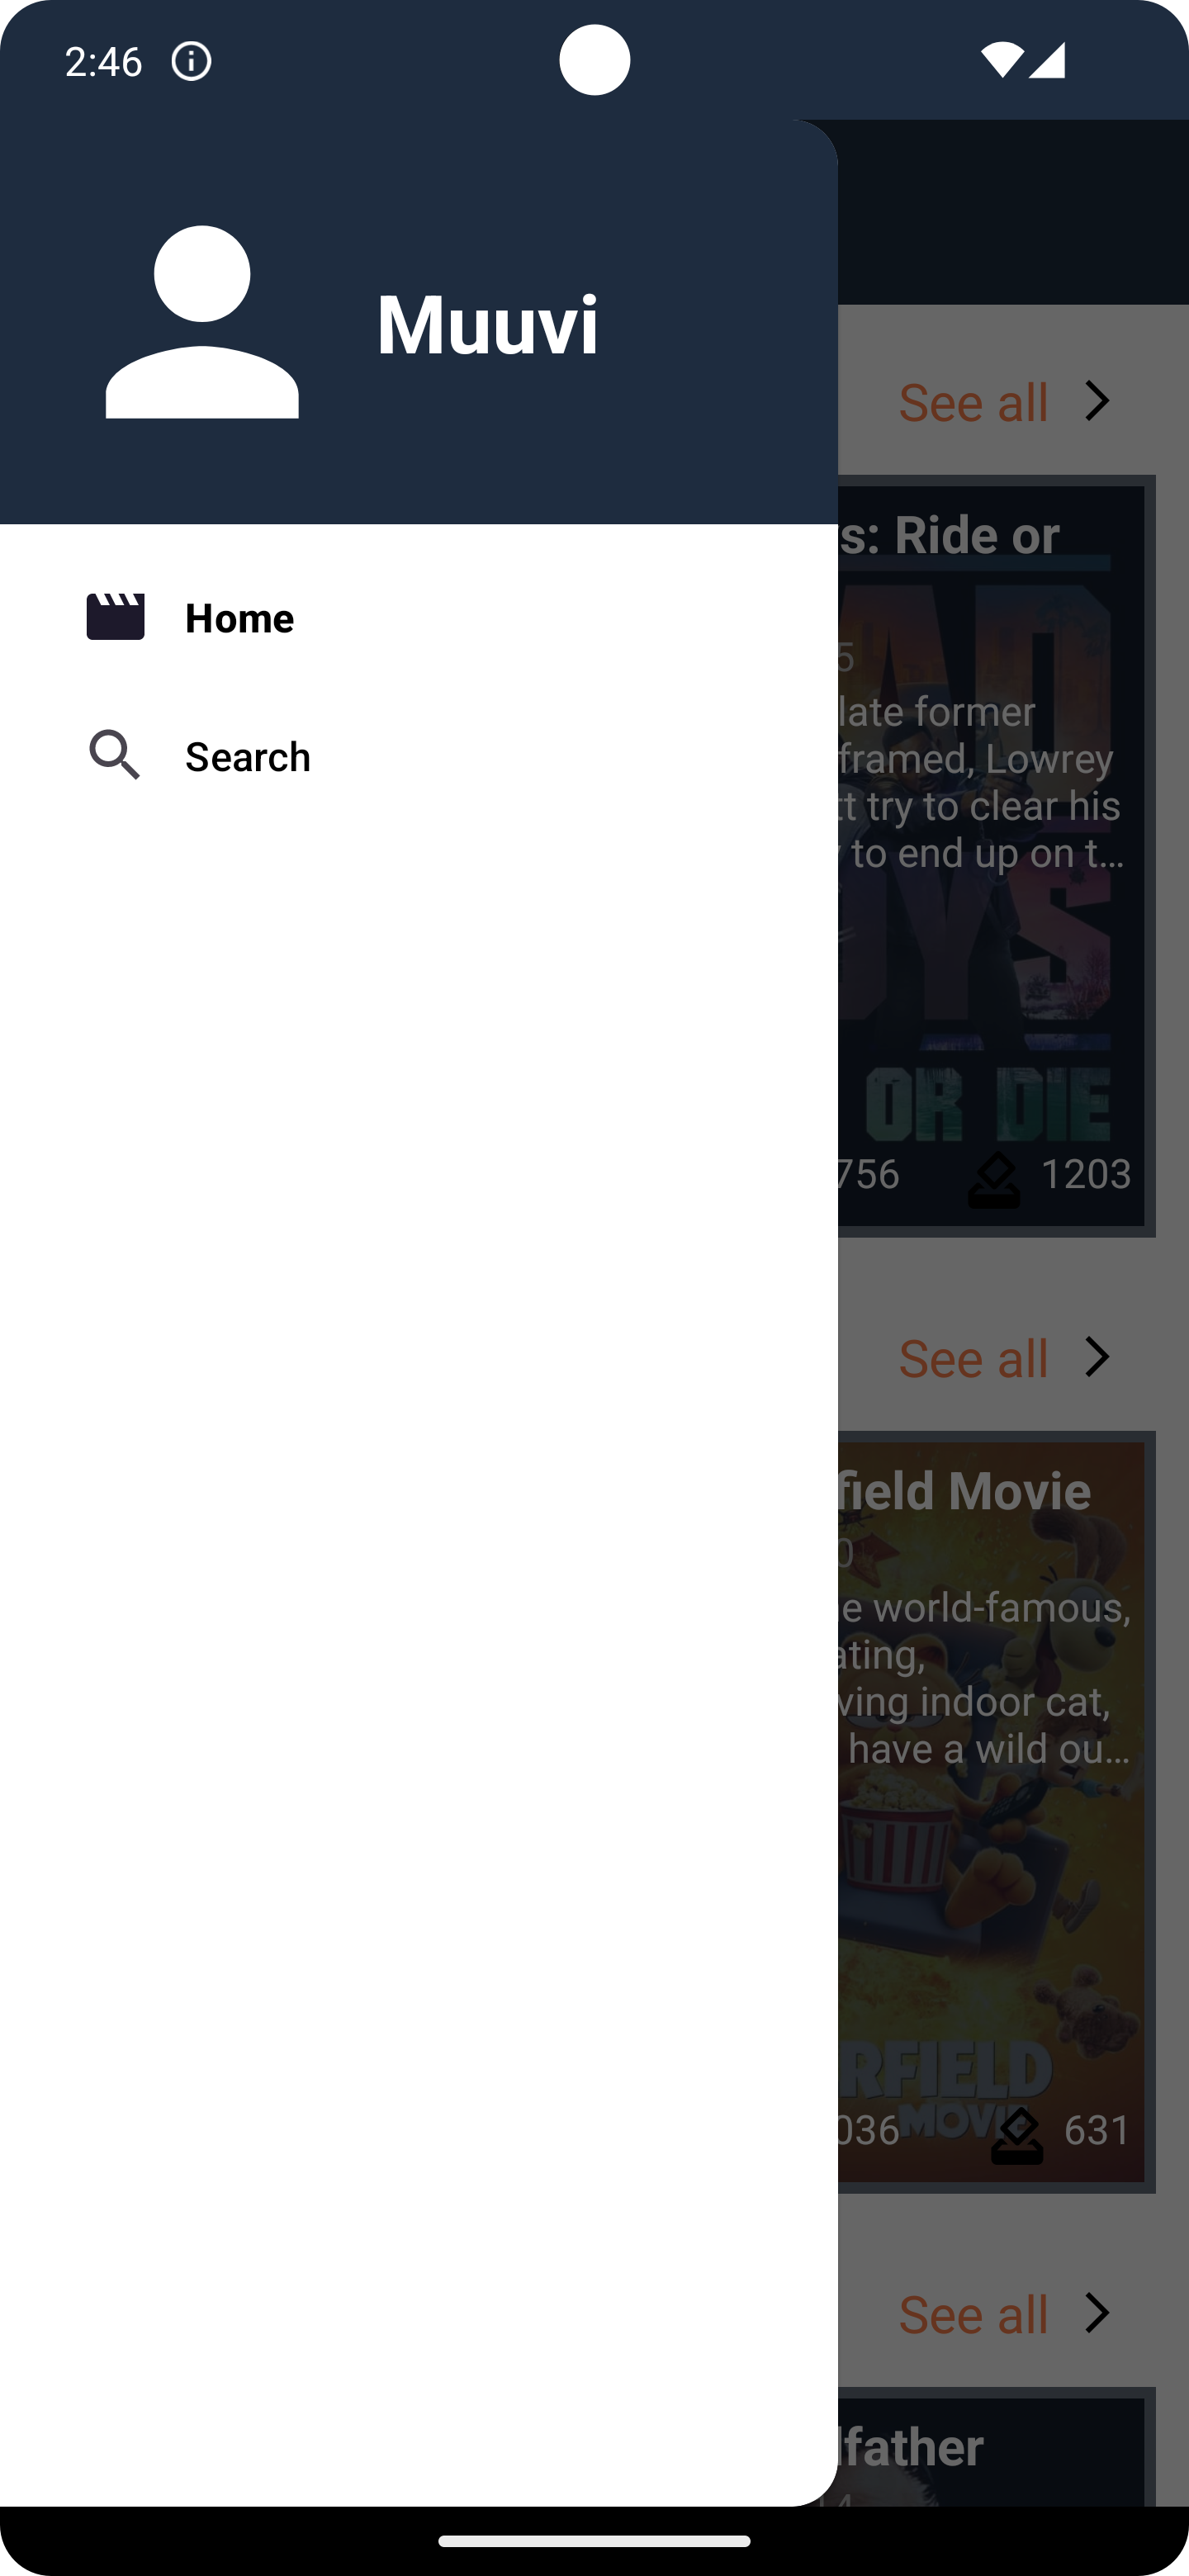 2:46
Muuvi
Home
Search
See all
s: Ride or
5
late former
framed, Lowrey
tt try to clear his
to end up on t…
OR DIE
756
1203
See all
field Movie
0
e world-famous,
ating,
ving indoor cat,
have a wild ou…
RFIELD
MOVIE
036
631
See all
lfather
14